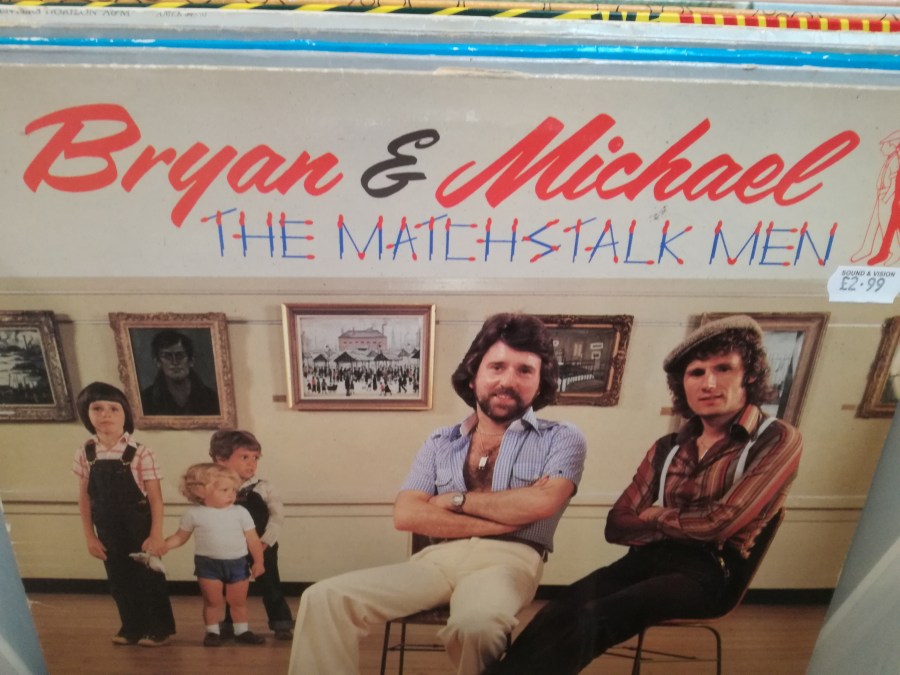 Bryan & Michael
THE MATCHSTALK MEN
SOUND & VISION
£2.99